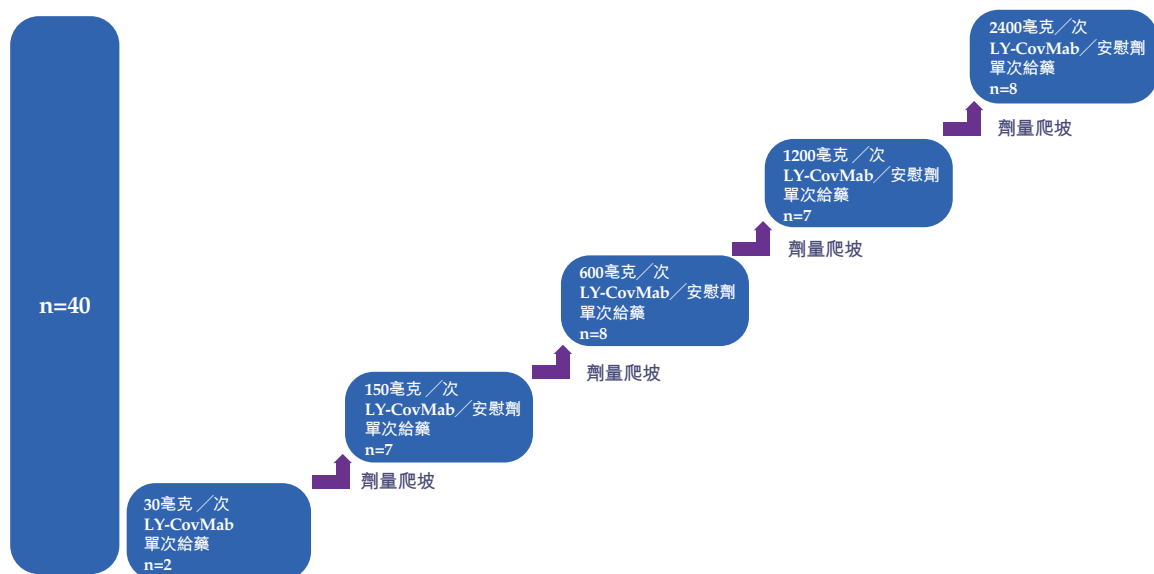 n=40
30毫克／次
LY-CovMab
單次給藥
n=2
劑量爬坡
150毫克／次
LY-CovMab／安慰劑
單次給藥
n=7
劑量爬坡
600毫克／次
LY-CovMab／安慰劑
單次給藥
n=8
劑量爬坡
1200毫克／次
LY-CovMab／安慰劑
單次給藥
n=7
劑量爬坡
2400毫克／次
LY-CovMab／安慰劑
單次給藥
n=8